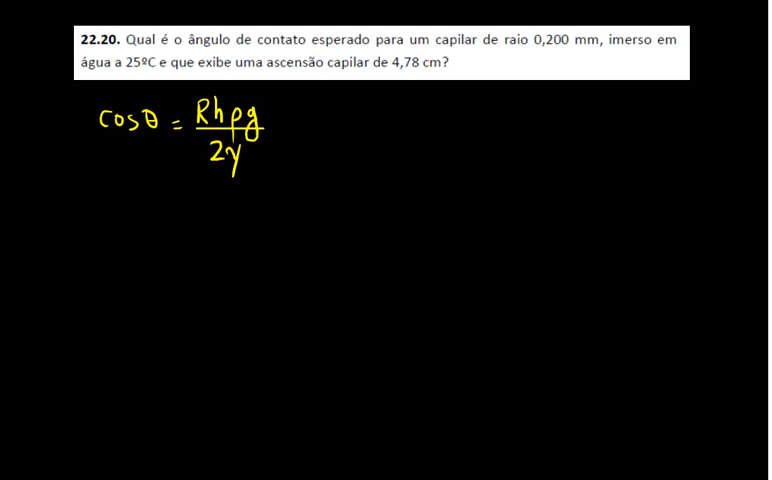 22.20. Qual é o ângulo de contato esperado para um capilar de raio 0,200 mm, imerso em
água a 25ºC e que exibe uma ascensão capilar de 4,78 cm?
cosθ = Rhρg
2γ